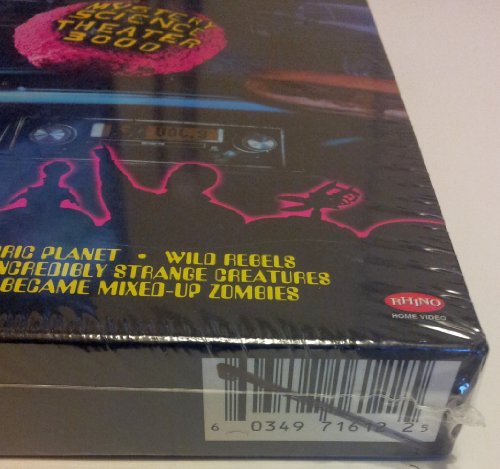 MYSTERY
SCIENCE
THEATER
3000
RIC PLANET • WILD REBELS
NCREDIBLY STRANGE CREATURES
BECAME MIXED-UP ZOMBIES
RHINO
HOME VIDEO
6 0349 71612 25